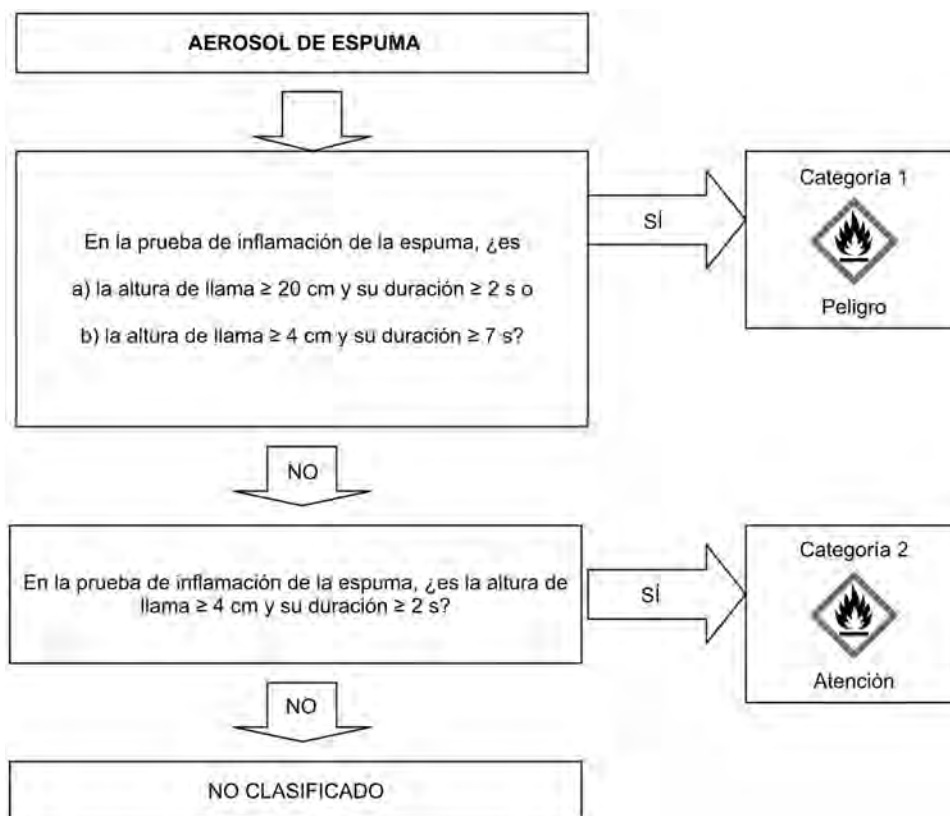 AEROSOL DE ESPUMA
En la prueba de inflamación de la espuma, ¿es
a) la altura de llama ≥ 20 cm y su duración ≥ 2 s o
b) la altura de llama ≥ 4 cm y su duración ≥ 7 s?
SÍ
Categoría 1
Peligro
NO
En la prueba de inflamación de la espuma, ¿es la altura de
llama ≥ 4 cm y su duración ≥ 2 s?
SÍ
Categoría 2
Atención
NO
NO CLASIFICADO